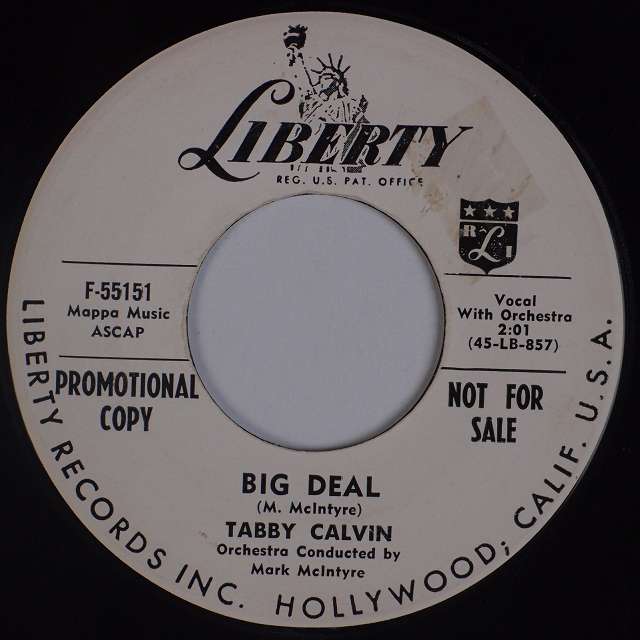 LIBERTY
REG. U.S. PAT. OFFICE
R L I
F-55151
Mappa Music
ASCAP
Vocal
With Orchestra
2:01
(45-LB-857)
PROMOTIONAL
COPY
NOT FOR
SALE
BIG DEAL
(M. McIntyre)
TABBY CALVIN
Orchestra Conducted by
Mark McIntyre
LIBERTY RECORDS INC. HOLLYWOOD; CALIF. U.S.A.